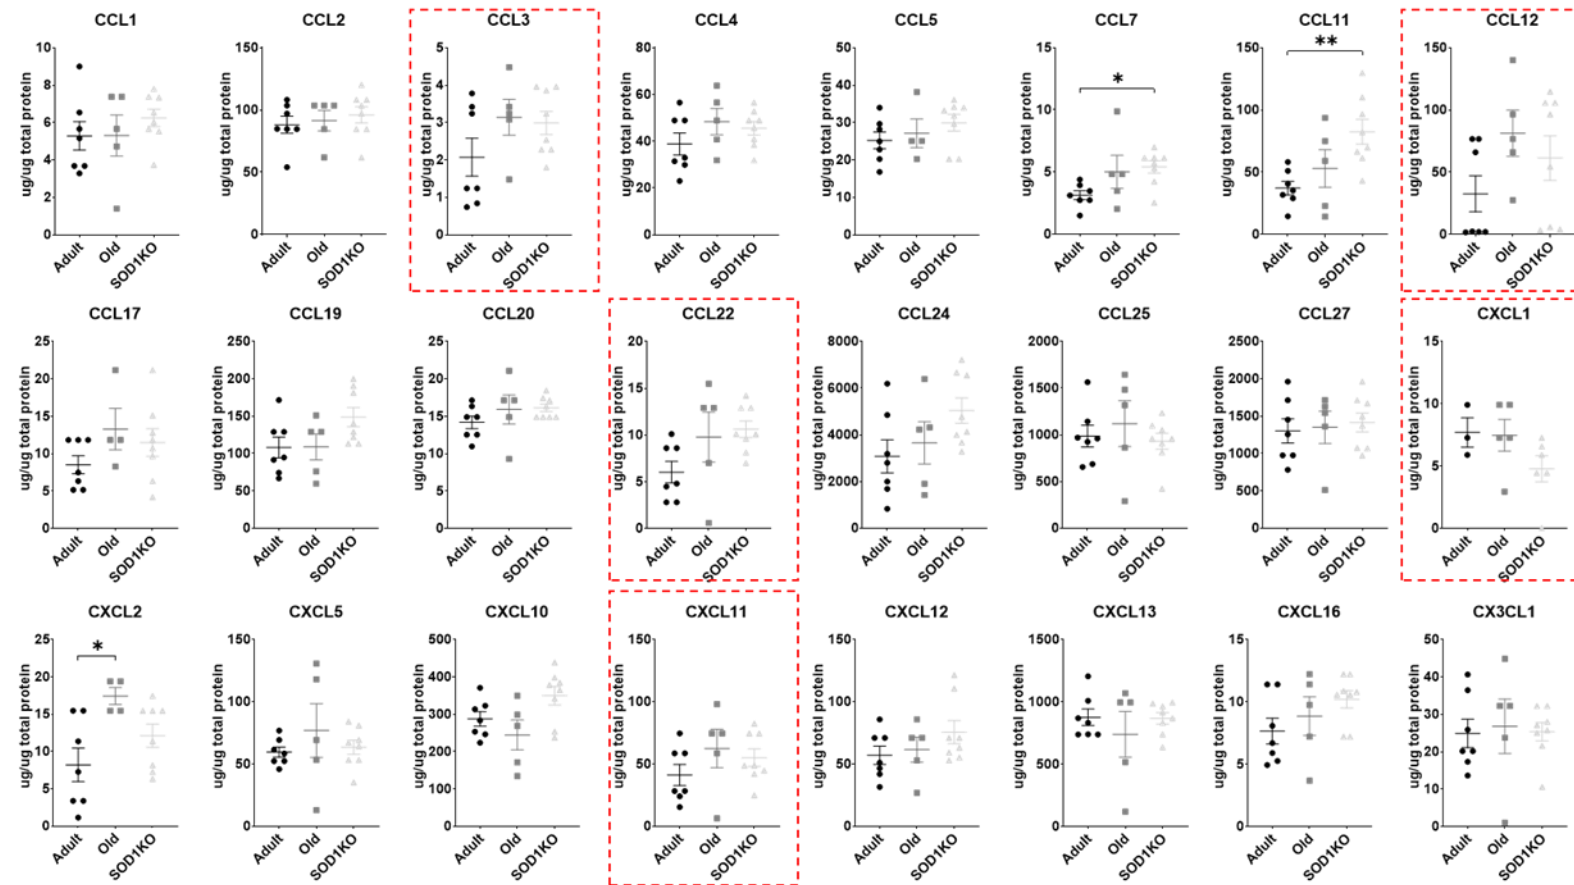 CCL1
ug/ug total protein
10
8
6
4
2
0
Adult
Old
SOD1KO
CCL2
ug/ug total protein
150
100
50
0
Adult
Old
SOD1KO
CCL3
ug/ug total protein
5
4
3
2
1
0
Adult
Old
SOD1KO
CCL4
ug/ug total protein
80
60
40
20
0
Adult
Old
SOD1KO
CCL5
ug/ug total protein
50
40
30
20
10
0
Adult
Old
SOD1KO
CCL7
ug/ug total protein
15
10
5
0
*
Adult
Old
SOD1KO
CCL11
ug/ug total protein
150
100
50
0
**
Adult
Old
SOD1KO
CCL12
ug/ug total protein
150
100
50
0
Adult
Old
SOD1KO
CCL17
ug/ug total protein
25
20
15
10
5
0
Adult
Old
SOD1KO
CCL19
ug/ug total protein
250
200
150
100
50
0
Adult
Old
SOD1KO
CCL20
ug/ug total protein
25
20
15
10
5
0
Adult
Old
SOD1KO
CCL22
ug/ug total protein
20
15
10
5
0
Adult
Old
SOD1KO
CCL24
ug/ug total protein
8000
6000
4000
2000
0
Adult
Old
SOD1KO
CCL25
ug/ug total protein
2000
1500
1000
500
0
Adult
Old
SOD1KO
CCL27
ug/ug total protein
2500
2000
1500
1000
500
0
Adult
Old
SOD1KO
CXCL1
ug/ug total protein
15
10
5
0
Adult
Old
SOD1KO
CXCL2
ug/ug total protein
25
20
15
10
5
0
*
Adult
Old
SOD1KO
CXCL5
ug/ug total protein
150
100
50
0
Adult
Old
SOD1KO
CXCL10
ug/ug total protein
500
400
300
200
100
0
Adult
Old
SOD1KO
CXCL11
ug/ug total protein
150
100
50
0
Adult
Old
SOD1KO
CXCL12
ug/ug total protein
150
100
50
0
Adult
Old
SOD1KO
CXCL13
ug/ug total protein
1500
1000
500
0
Adult
Old
SOD1KO
CXCL16
ug/ug total protein
15
10
5
0
Adult
Old
SOD1KO
CX3CL1
ug/ug total protein
50
40
30
20
10
0
Adult
Old
SOD1KO